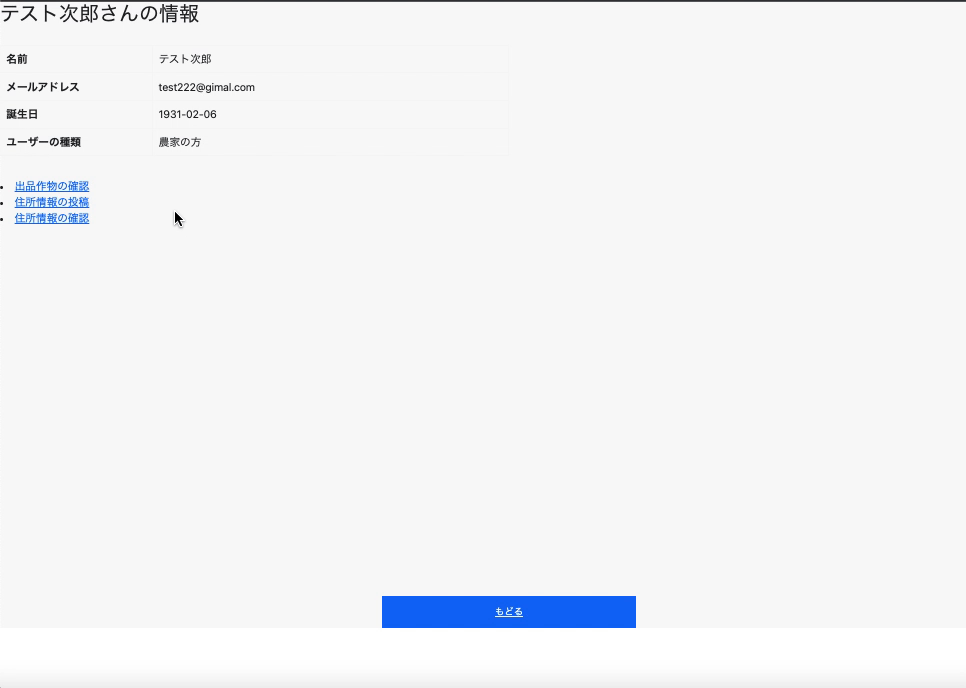 テスト次郎さんの情報
名前 テスト次郎
メールアドレス test222@gimal.com
誕生日 1931-02-06
ユーザーの種類 農家の方
出品作物の確認
住所情報の投稿
住所情報の確認
もどる